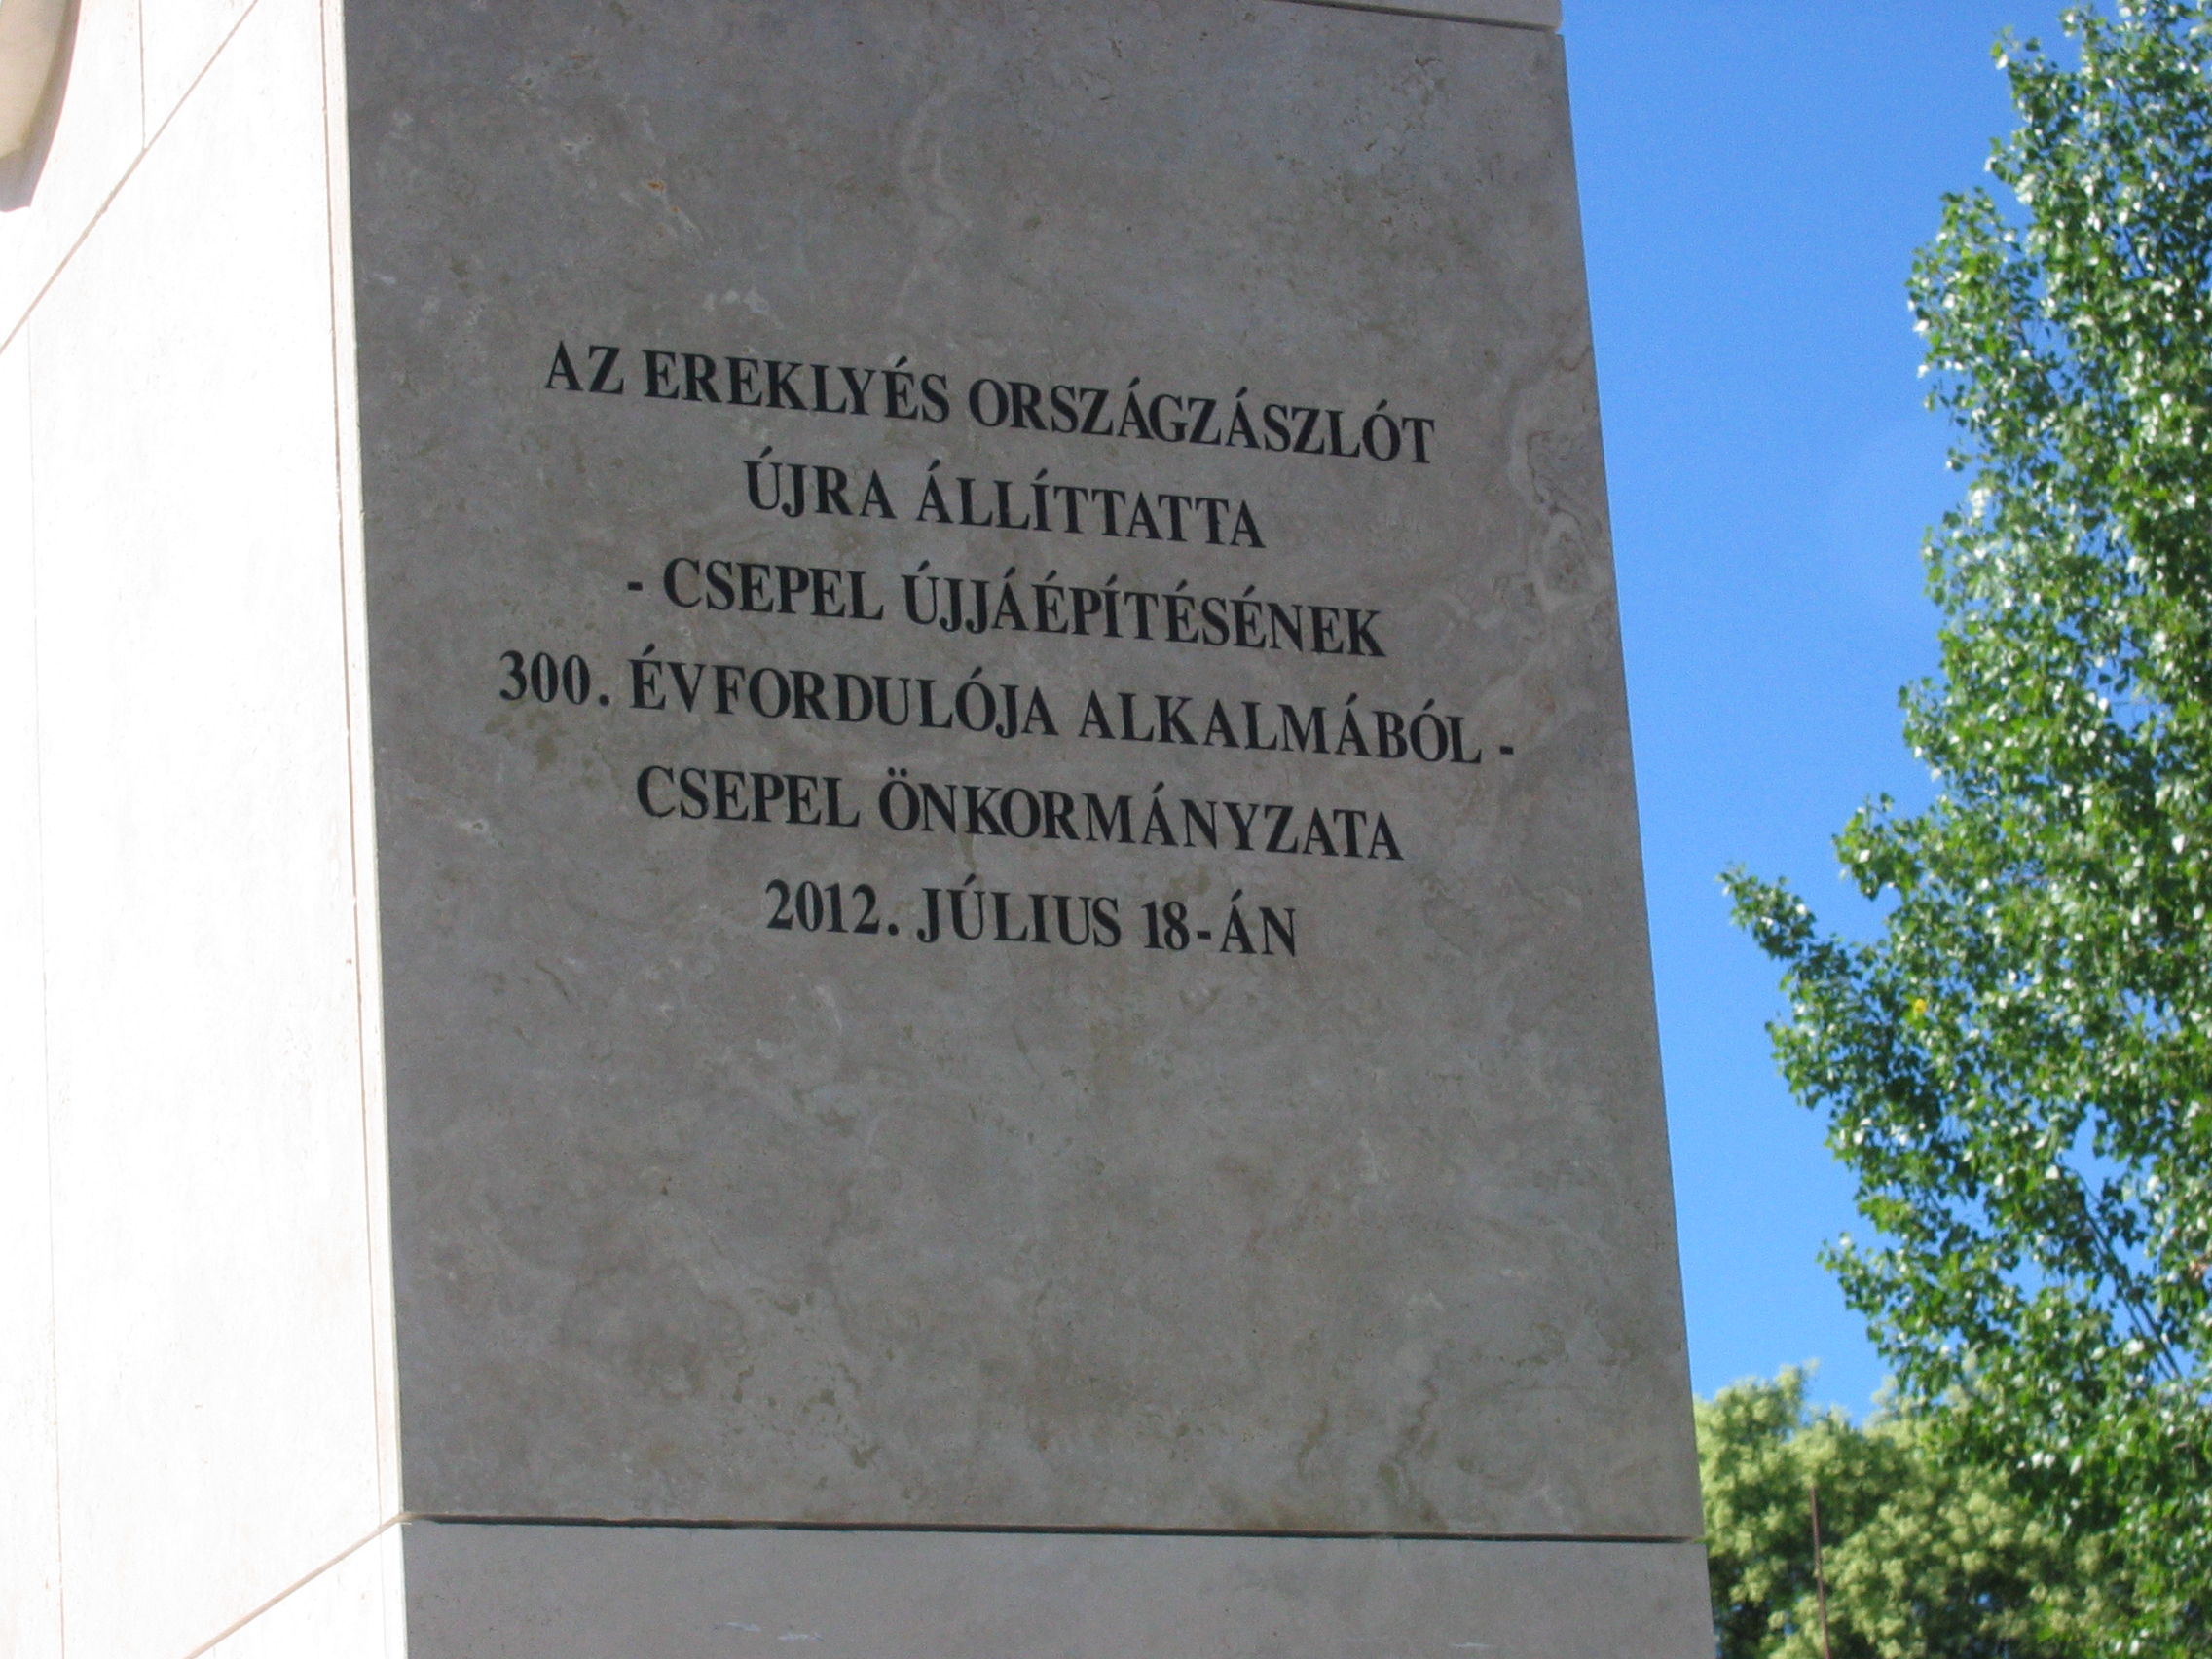 AZ EREKLYÉS ORSZÁGZÁSZLÓT
ÚJRA ÁLLÍTTATTA
- CSEPEL ÚJJÁÉPÍTÉSÉNEK
300. ÉVFORDULÓJA ALKALMÁBÓL -
CSEPEL ÖNKORMÁNYZATA
2012. JÚLIUS 18-ÁN